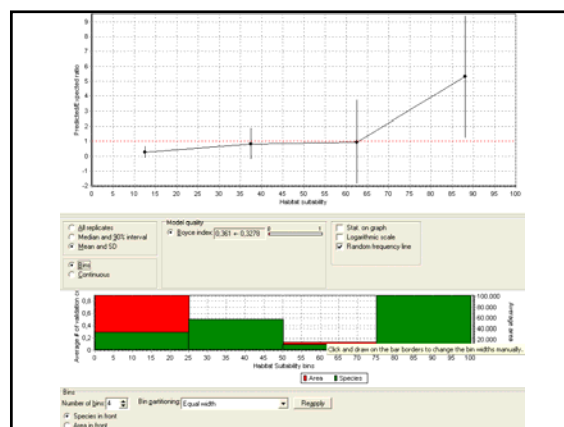 9
8
7
6
5
4
3
2
1
0
-1
-2
Predicted/Expected ratio
0 5 10 15 20 25 30 35 40 45 50 55 60 65 70 75 80 85 90 95 100
Habitat suitability
All replicates
Median and 90% interval
Mean and SD
Bins
Continuous
Model quality
Boyce index 0,361 +- 0,3278
Stat. on graph
Logarithmic scale
Random frequency line
Average # of validation
0,8
0,6
0,4
0,2
0
100.000
80.000
60.000
40.000
20.000
Average area
Click and draw on the bar borders to change the bin widths manually.
0 5 10 15 20 25 30 35 40 45 50 55 60 65 70 75 80 85 90 95 100
Habitat Suitability bins
Area Species
Bins
Number of bins 4 Bin partitioning: Equal width Reapply
Species in front
Area in front